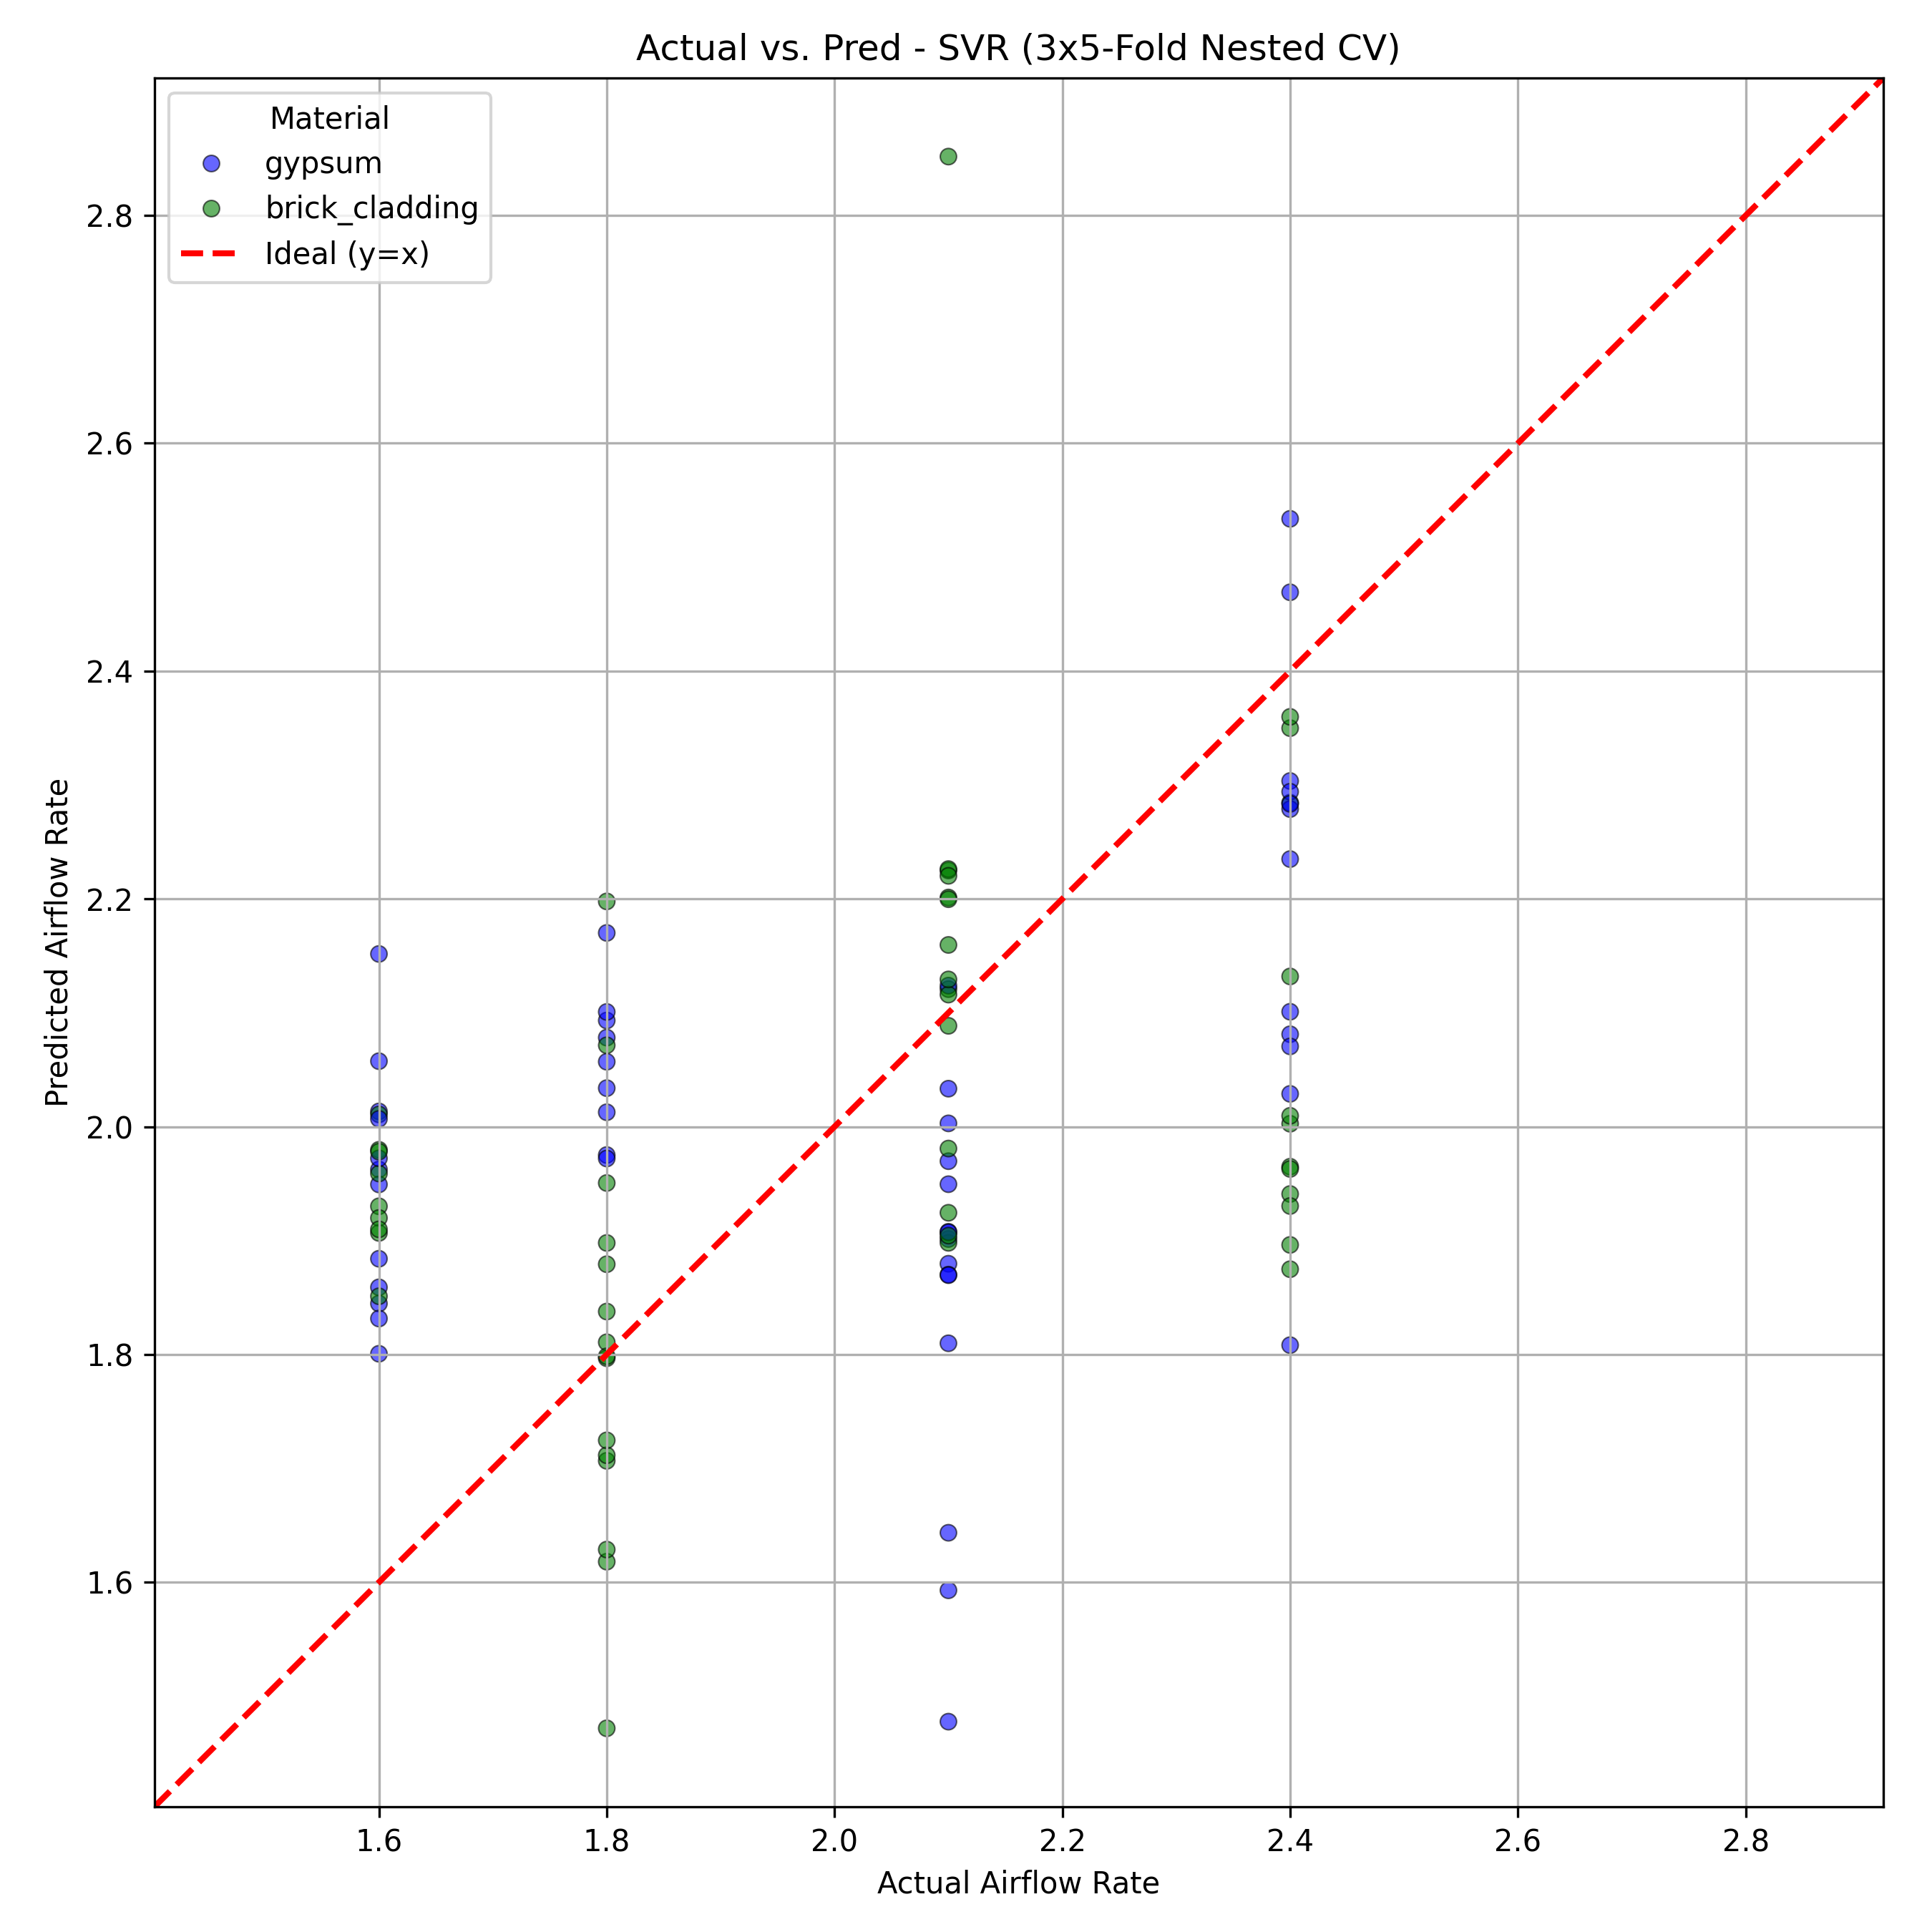 Actual vs. Pred - SVR (3x5-Fold Nested CV)
Material
gypsum
brick_cladding
Ideal (y=x)
Predicted Airflow Rate
2.8
2.6
2.4
2.2
2.0
1.8
1.6
1.6 1.8 2.0 2.2 2.4 2.6 2.8
Actual Airflow Rate